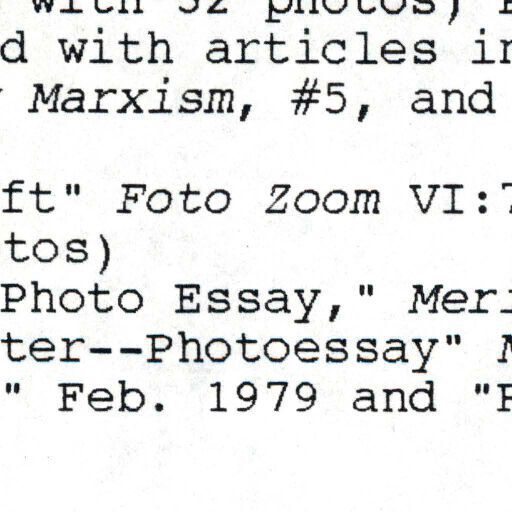 with 32 photos)
d with articles in
Marxism, #5, and
ft" Foto Zoom VI:7
tos)
Photo Essay," Meri
ter--Photoessay"
" Feb. 1979 and "